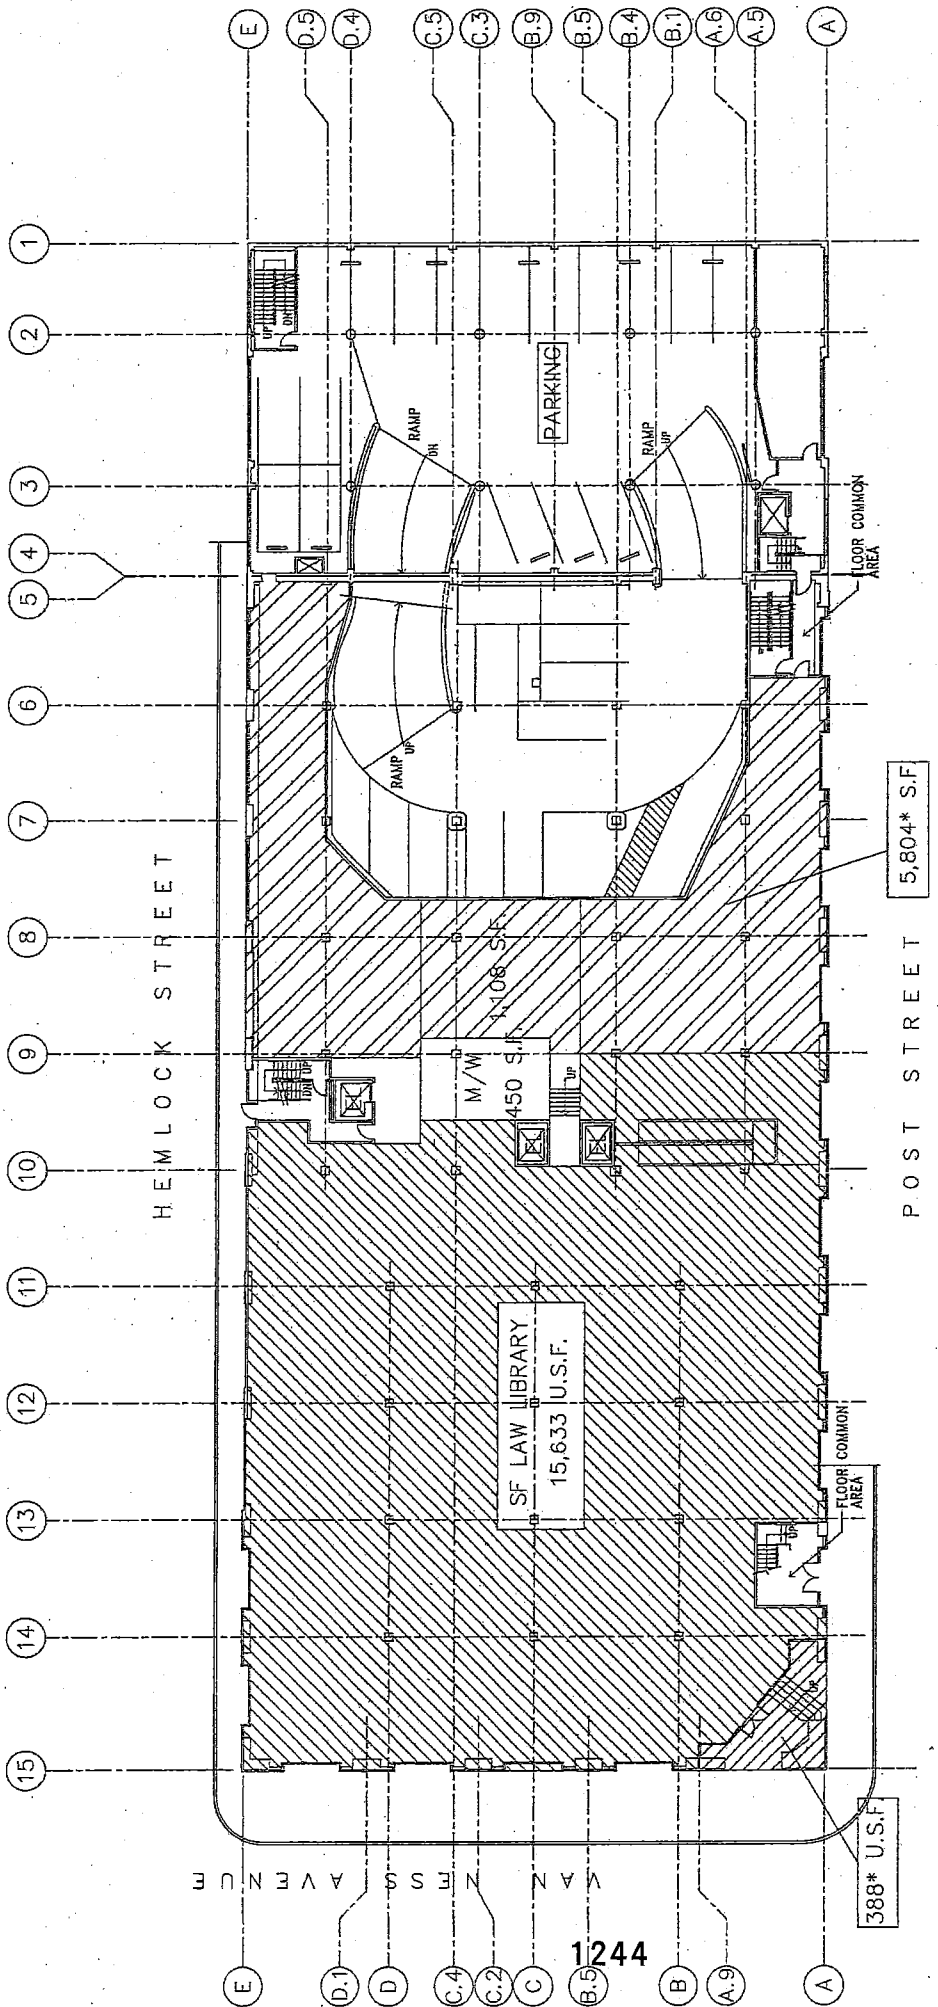 E
D.5
D.4
C.5
C.3
B.9
B.5
B.4
B.1
A.6
A.5
A
1
2
3
4
5
6
7
8
9
10
11
12
13
14
15
UP
DN
PARKING
RAMP
DN
RAMP
UP
FLOOR COMMON
AREA
RAMP
UP
HEMLOCK STREET
5,804* S.F.
1,108 S.F.
M/W
450 S.F.
UP
DN
UP
POST STREET
SF LAW LIBRARY
15,633 U.S.F.
FLOOR COMMON
AREA
UP
UP
388* U.S.F.
VAN NESS AVENUE
E
D.1
D
C.4
C.2
C
B.5
B
A.9
A
1244